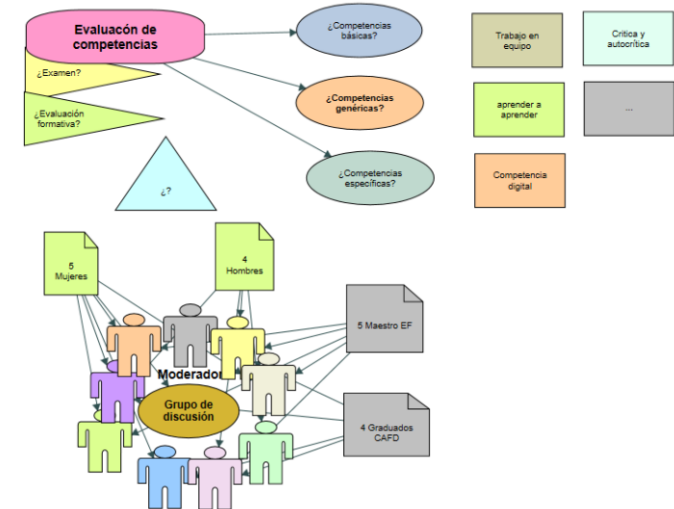 Evaluacón de
competencias
¿Examen?
¿Evaluación
formativa?
¿?
¿Competencias
básicas?
¿Competencias
genéricas?
¿Competencias
específicas?
Trabajo en
equipo
Critica y
autocrítica
aprender a
aprender
...
Competencia
digital
5
Mujeres
4
Hombres
5 Maestro EF
4 Graduados
CAFD
Moderador
Grupo de
discusión